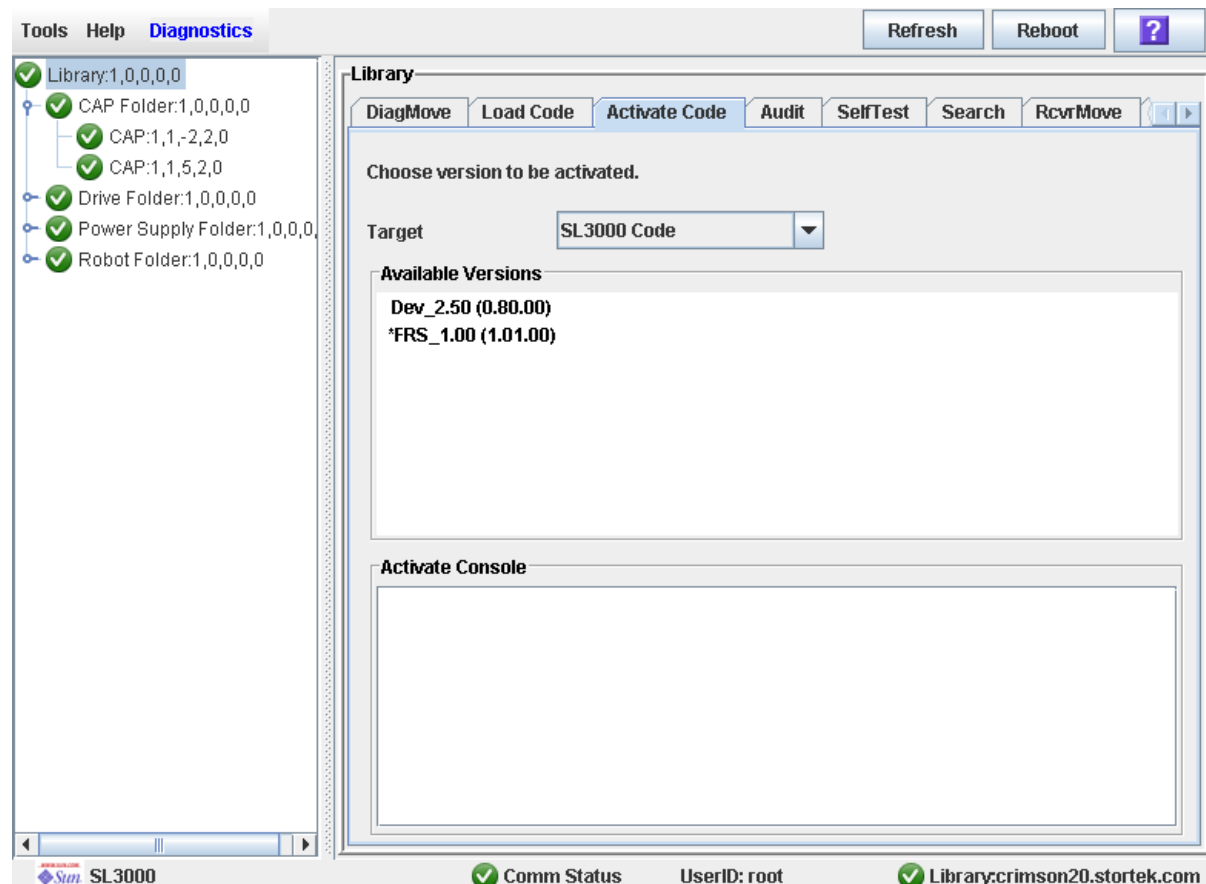 Tools Help Diagnostics Refresh Reboot ?
Library:1,0,0,0,0
CAP Folder:1,0,0,0,0
CAP:1,1,-2,2,0
CAP:1,1,5,2,0
Drive Folder:1,0,0,0,0
Power Supply Folder:1,0,0,0,
Robot Folder:1,0,0,0,0
Library
DiagMove Load Code Activate Code Audit SelfTest Search RcvrMove
Choose version to be activated.
Target SL3000 Code
Available Versions
Dev_2.50 (0.80.00)
*FRS_1.00 (1.01.00)
Activate Console
Sun SL3000 Comm Status UserID: root Library:crimson20.stortek.com